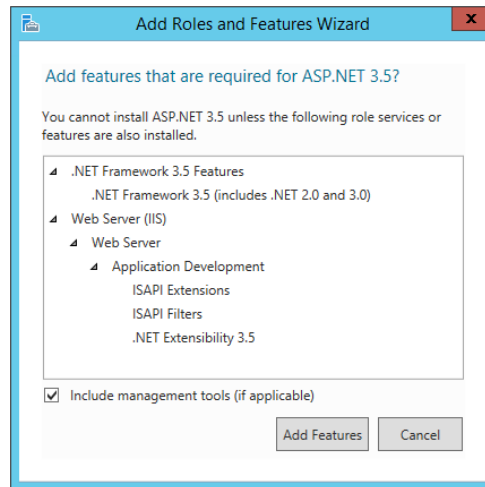 Add Roles and Features Wizard
x
Add features that are required for ASP.NET 3.5?
You cannot install ASP.NET 3.5 unless the following role services or
features are also installed.
.NET Framework 3.5 Features
.NET Framework 3.5 (includes .NET 2.0 and 3.0)
Web Server (IIS)
Web Server
Application Development
ISAPI Extensions
ISAPI Filters
.NET Extensibility 3.5
Include management tools (if applicable)
Add Features Cancel